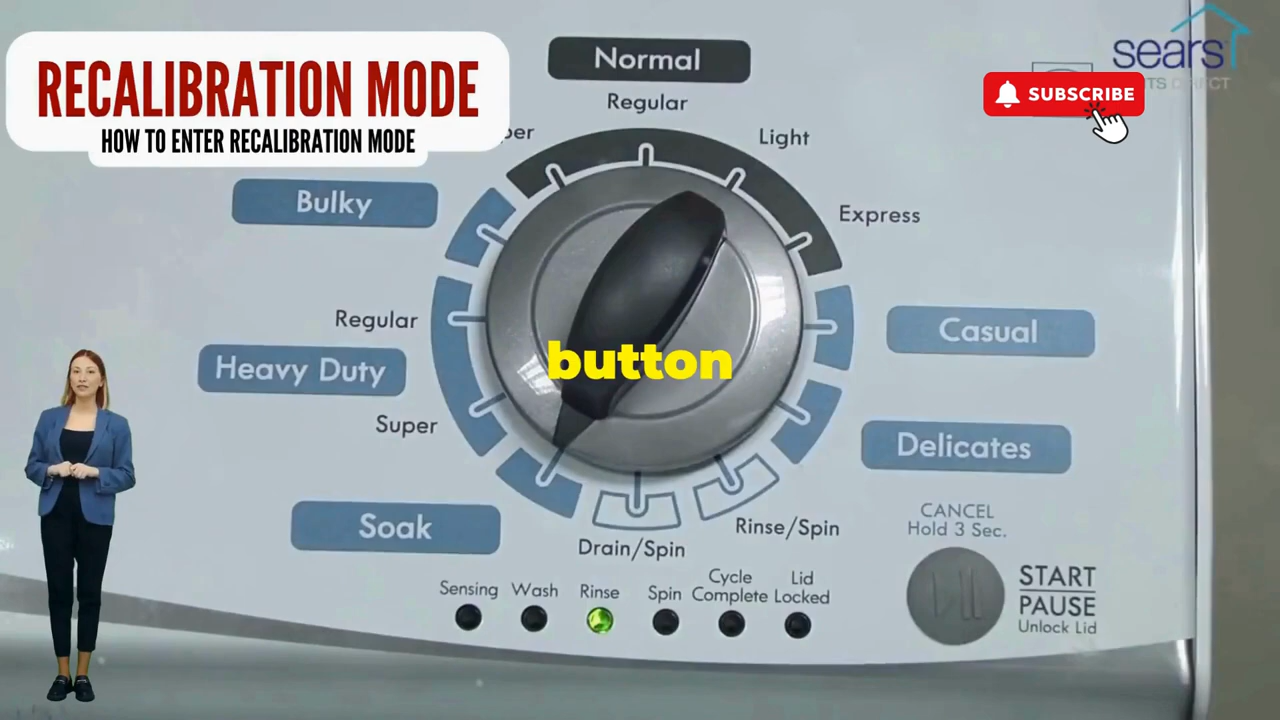 RECALIBRATION MODE
HOW TO ENTER RECALIBRATION MODE
sears
SUBSCRIBE
Normal
Regular
Light
Express
Bulky
Regular
Heavy Duty
Super
Soak
Casual
Delicates
button
Rinse/Spin
Drain/Spin
CANCEL
Hold 3 Sec.
Sensing
Wash
Rinse
Spin
Cycle
Complete
Lid
Locked
START
PAUSE
Unlock Lid